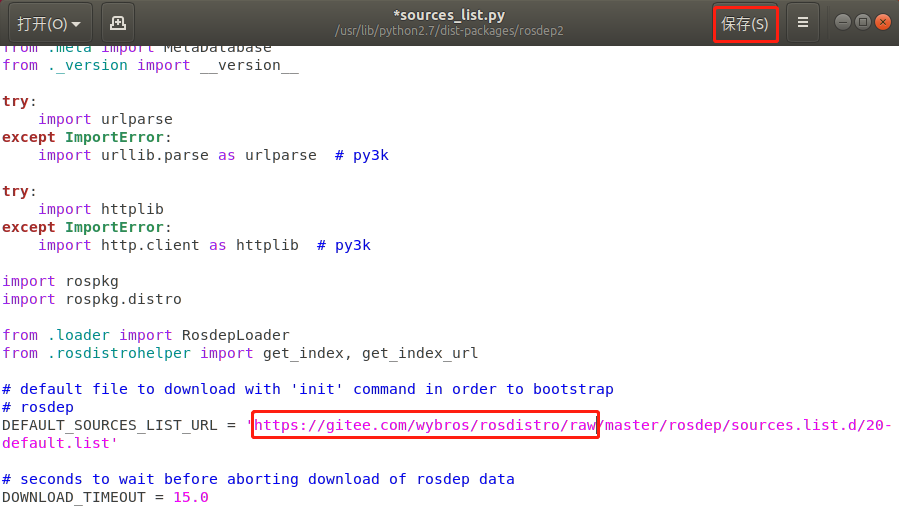 打开(O)
*sources_list.py
/usr/lib/python2.7/dist-packages/rosdep2
保存(S)
from .meta import MetaDatabase
from ._version import __version__
try:
    import urlparse
except ImportError:
    import urllib.parse as urlparse  # py3k
try:
    import httplib
except ImportError:
    import http.client as httplib  # py3k
import rospkg
import rospkg.distro
from .loader import RosdepLoader
from .rosdistrohelper import get_index, get_index_url
# default file to download with 'init' command in order to bootstrap
# rosdep
DEFAULT_SOURCES_LIST_URL = 'https://gitee.com/wybros/rosdistro/raw/master/rosdep/sources.list.d/20-
default.list'
# seconds to wait before aborting download of rosdep data
DOWNLOAD_TIMEOUT = 15.0